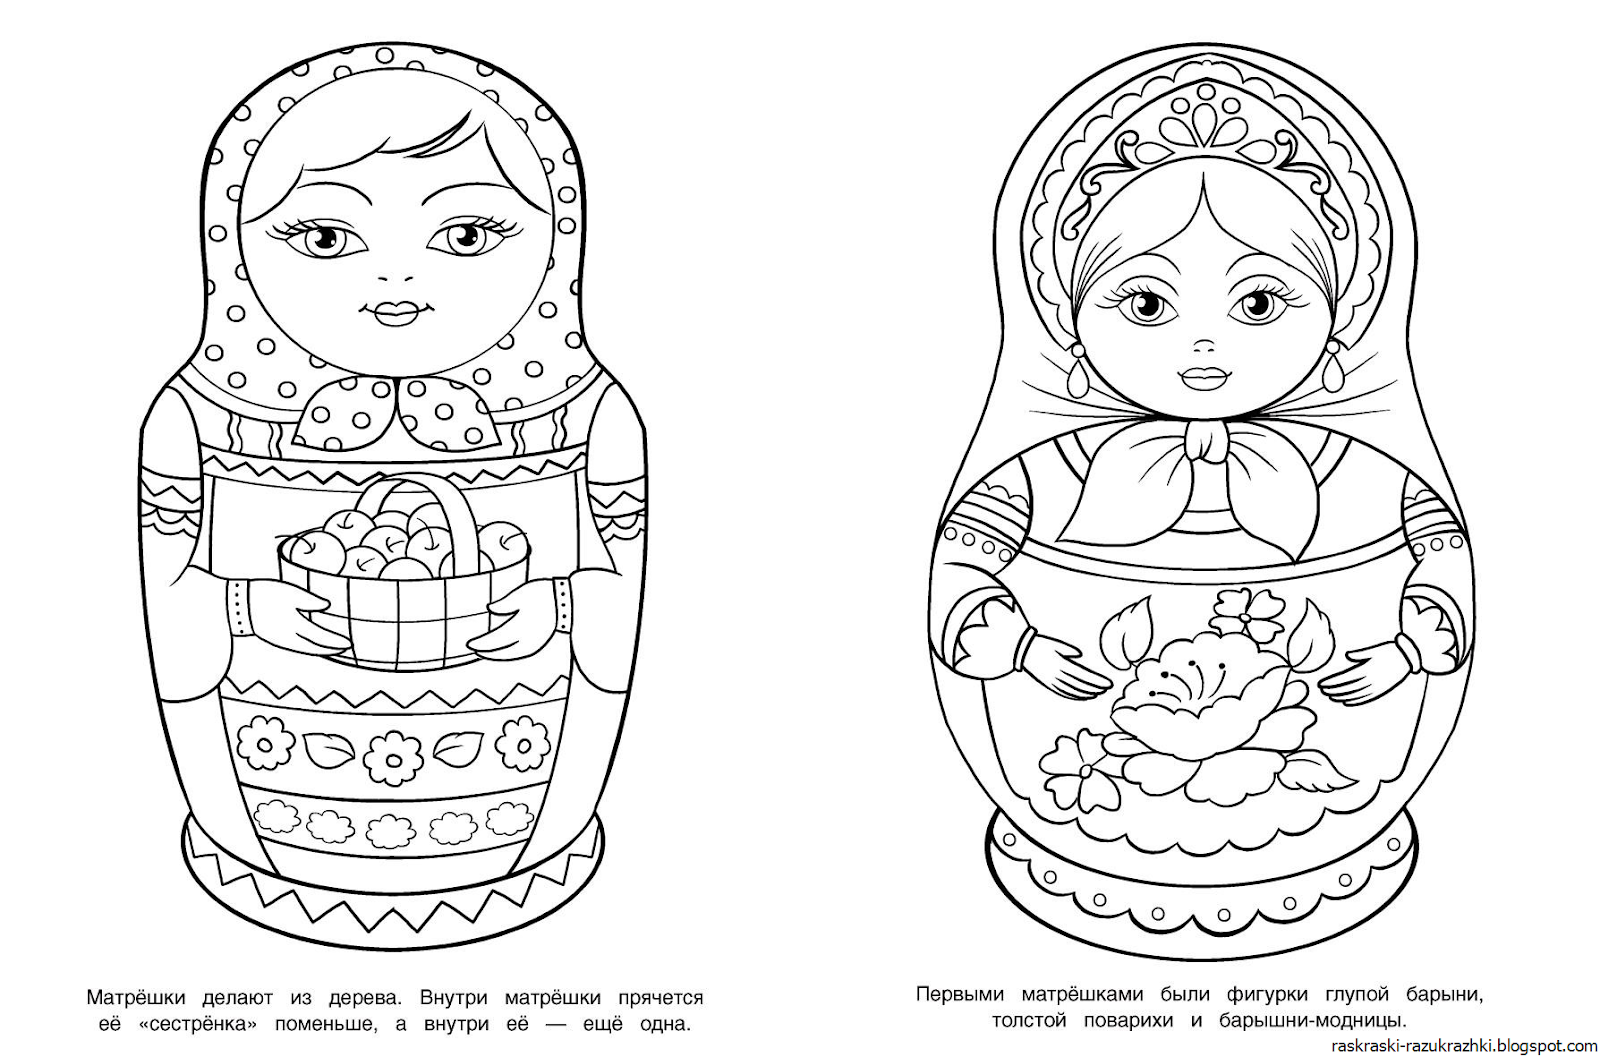 Матрёшки делают из дерева. Внутри матрёшки прячется
её «сестрёнка» поменьше, а внутри её — ещё одна.
Первыми матрёшками были фигурки глупой барыни,
толстой поварихи и барышни-модницы.
raskraski-razukrazhki.blogspot.com